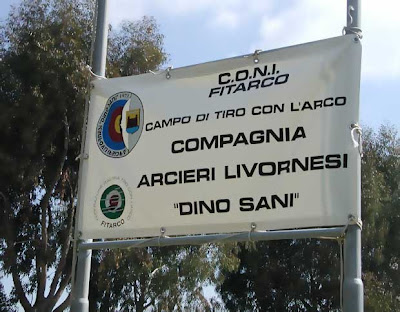 C.O.N.I.
FITARCO
CAMPO DI TIRO CON L'ARCO
COMPAGNIA
ARCIERI LIVORNESI
"DINO SANI"
FITARCO